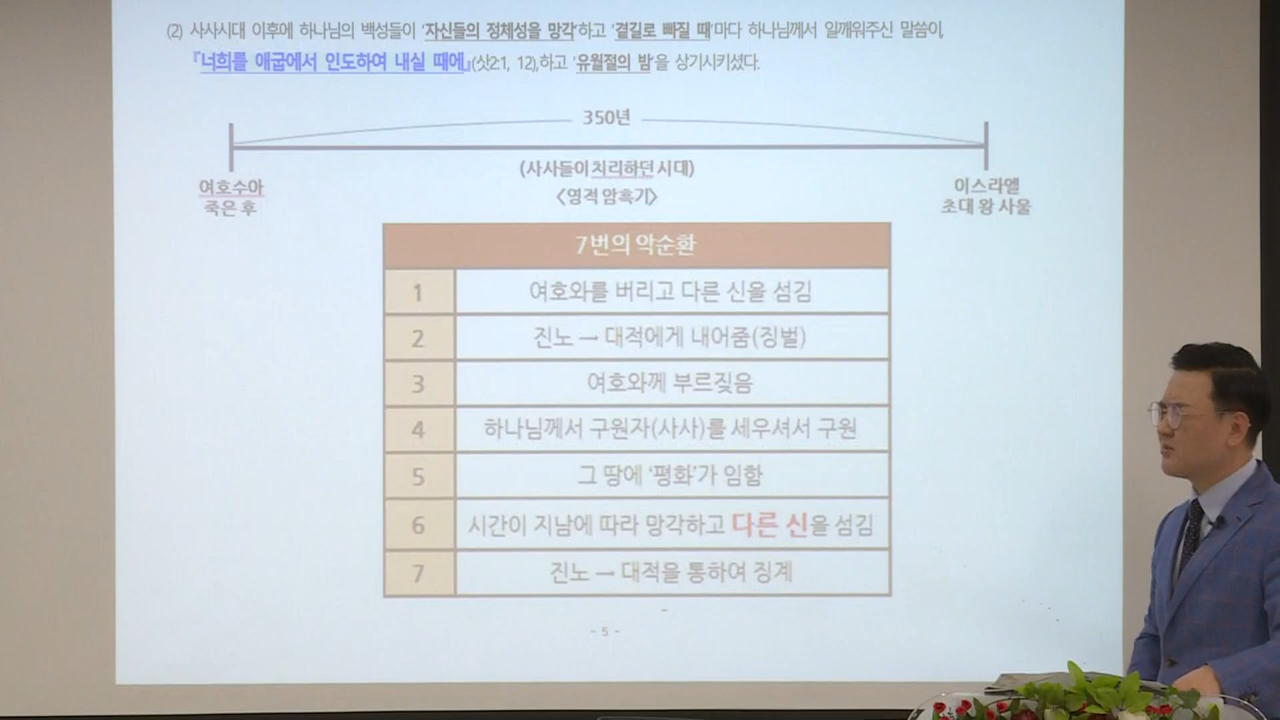 (2) 사사시대 이후에 하나님의 백성들이 '자신들의 정체성을 망각'하고 '곁길로 빠질 때'마다 하나님께서 일깨워주신 말씀이,
『너희를 애굽에서 인도하여 내실 때에』(삿2:1, 12),하고 '유월절의 밤'을 상기시키셨다.
350년
(사사들이 치리하던 시대)
<영적 암흑기>
여호수아
죽은 후
이스라엘
초대 왕 사울
7번의 악순환
1 여호와를 버리고 다른 신을 섬김
2 진노 → 대적에게 내어줌(징벌)
3 여호와께 부르짖음
4 하나님께서 구원자(사사)를 세우셔서 구원
5 그 땅에 '평화'가 임함
6 시간이 지남에 따라 망각하고 다른 신을 섬김
7 진노 → 대적을 통하여 징계
- 5 -